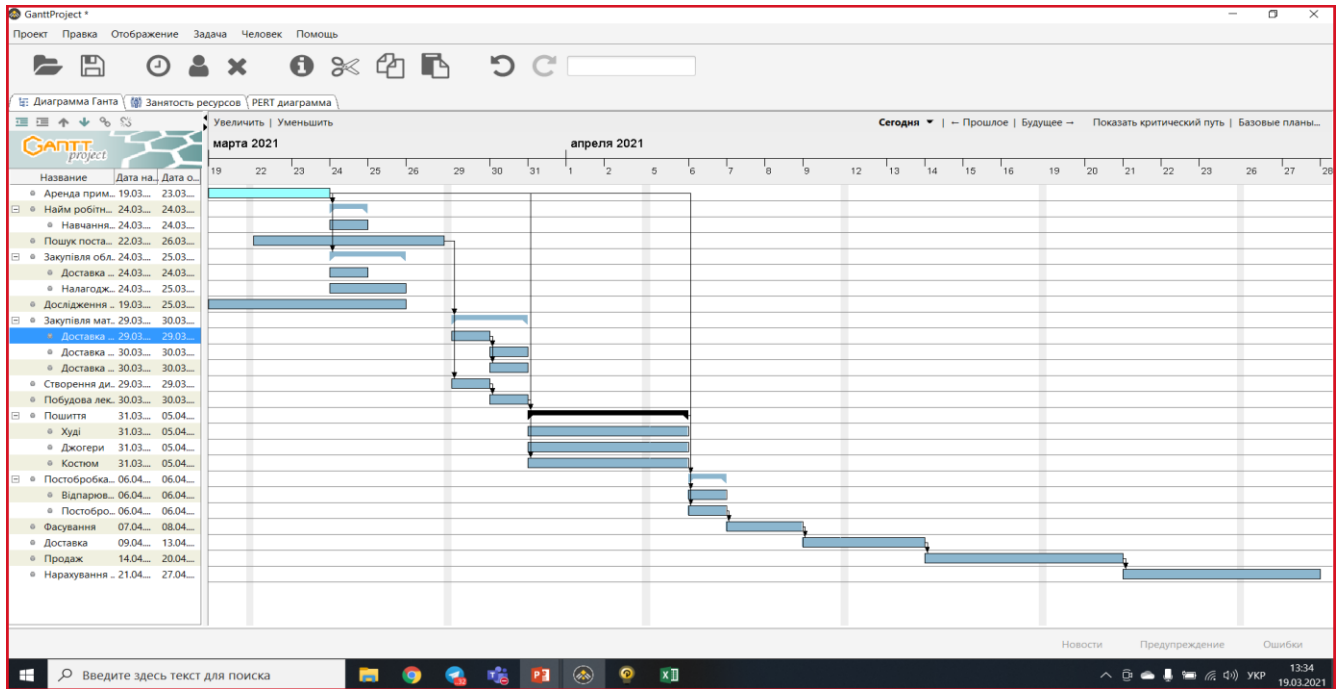 GanttProject *
Проект Правка Отображение Задача Человек Помощь
Диаграмма Ганта Занятость ресурсов PERT диаграмма
Увеличить | Уменьшить Сегодня ▼ | ← Прошлое | Будущее → Показать критический путь | Базовые планы...
GANTT project
марта 2021 апреля 2021
19 22 23 24 25 26 29 30 31 1 2 5 6 7 8 9 12 13 14 15 16 19 20 21 22 23 26 27 28
Название Дата на... Дата о...
Аренда прим... 19.03.... 23.03....
Найм робітн... 24.03.... 24.03....
Навчання... 24.03.... 24.03....
Пошук поста... 22.03.... 26.03....
Закупівля обл... 24.03.... 25.03....
Доставка ... 24.03.... 24.03....
Налагодж... 24.03.... 25.03....
Дослідження ... 19.03.... 25.03....
Закупівля мат... 29.03.... 30.03....
Доставка ... 29.03.... 29.03....
Доставка ... 30.03.... 30.03....
Доставка ... 30.03.... 30.03....
Створення ди... 29.03.... 29.03....
Побудова лек... 30.03.... 30.03....
Пошиття 31.03.... 05.04....
Худі 31.03.... 05.04....
Джогери 31.03.... 05.04....
Костюм 31.03.... 05.04....
Постобробка... 06.04.... 06.04....
Відпарюв... 06.04.... 06.04....
Постобро... 06.04.... 06.04....
Фасування 07.04.... 08.04....
Доставка 09.04.... 13.04....
Продаж 14.04.... 20.04....
Нарахування ... 21.04.... 27.04....
Новости Предупреждение Ошибки
Введите здесь текст для поиска
УКР
13:34
19.03.2021